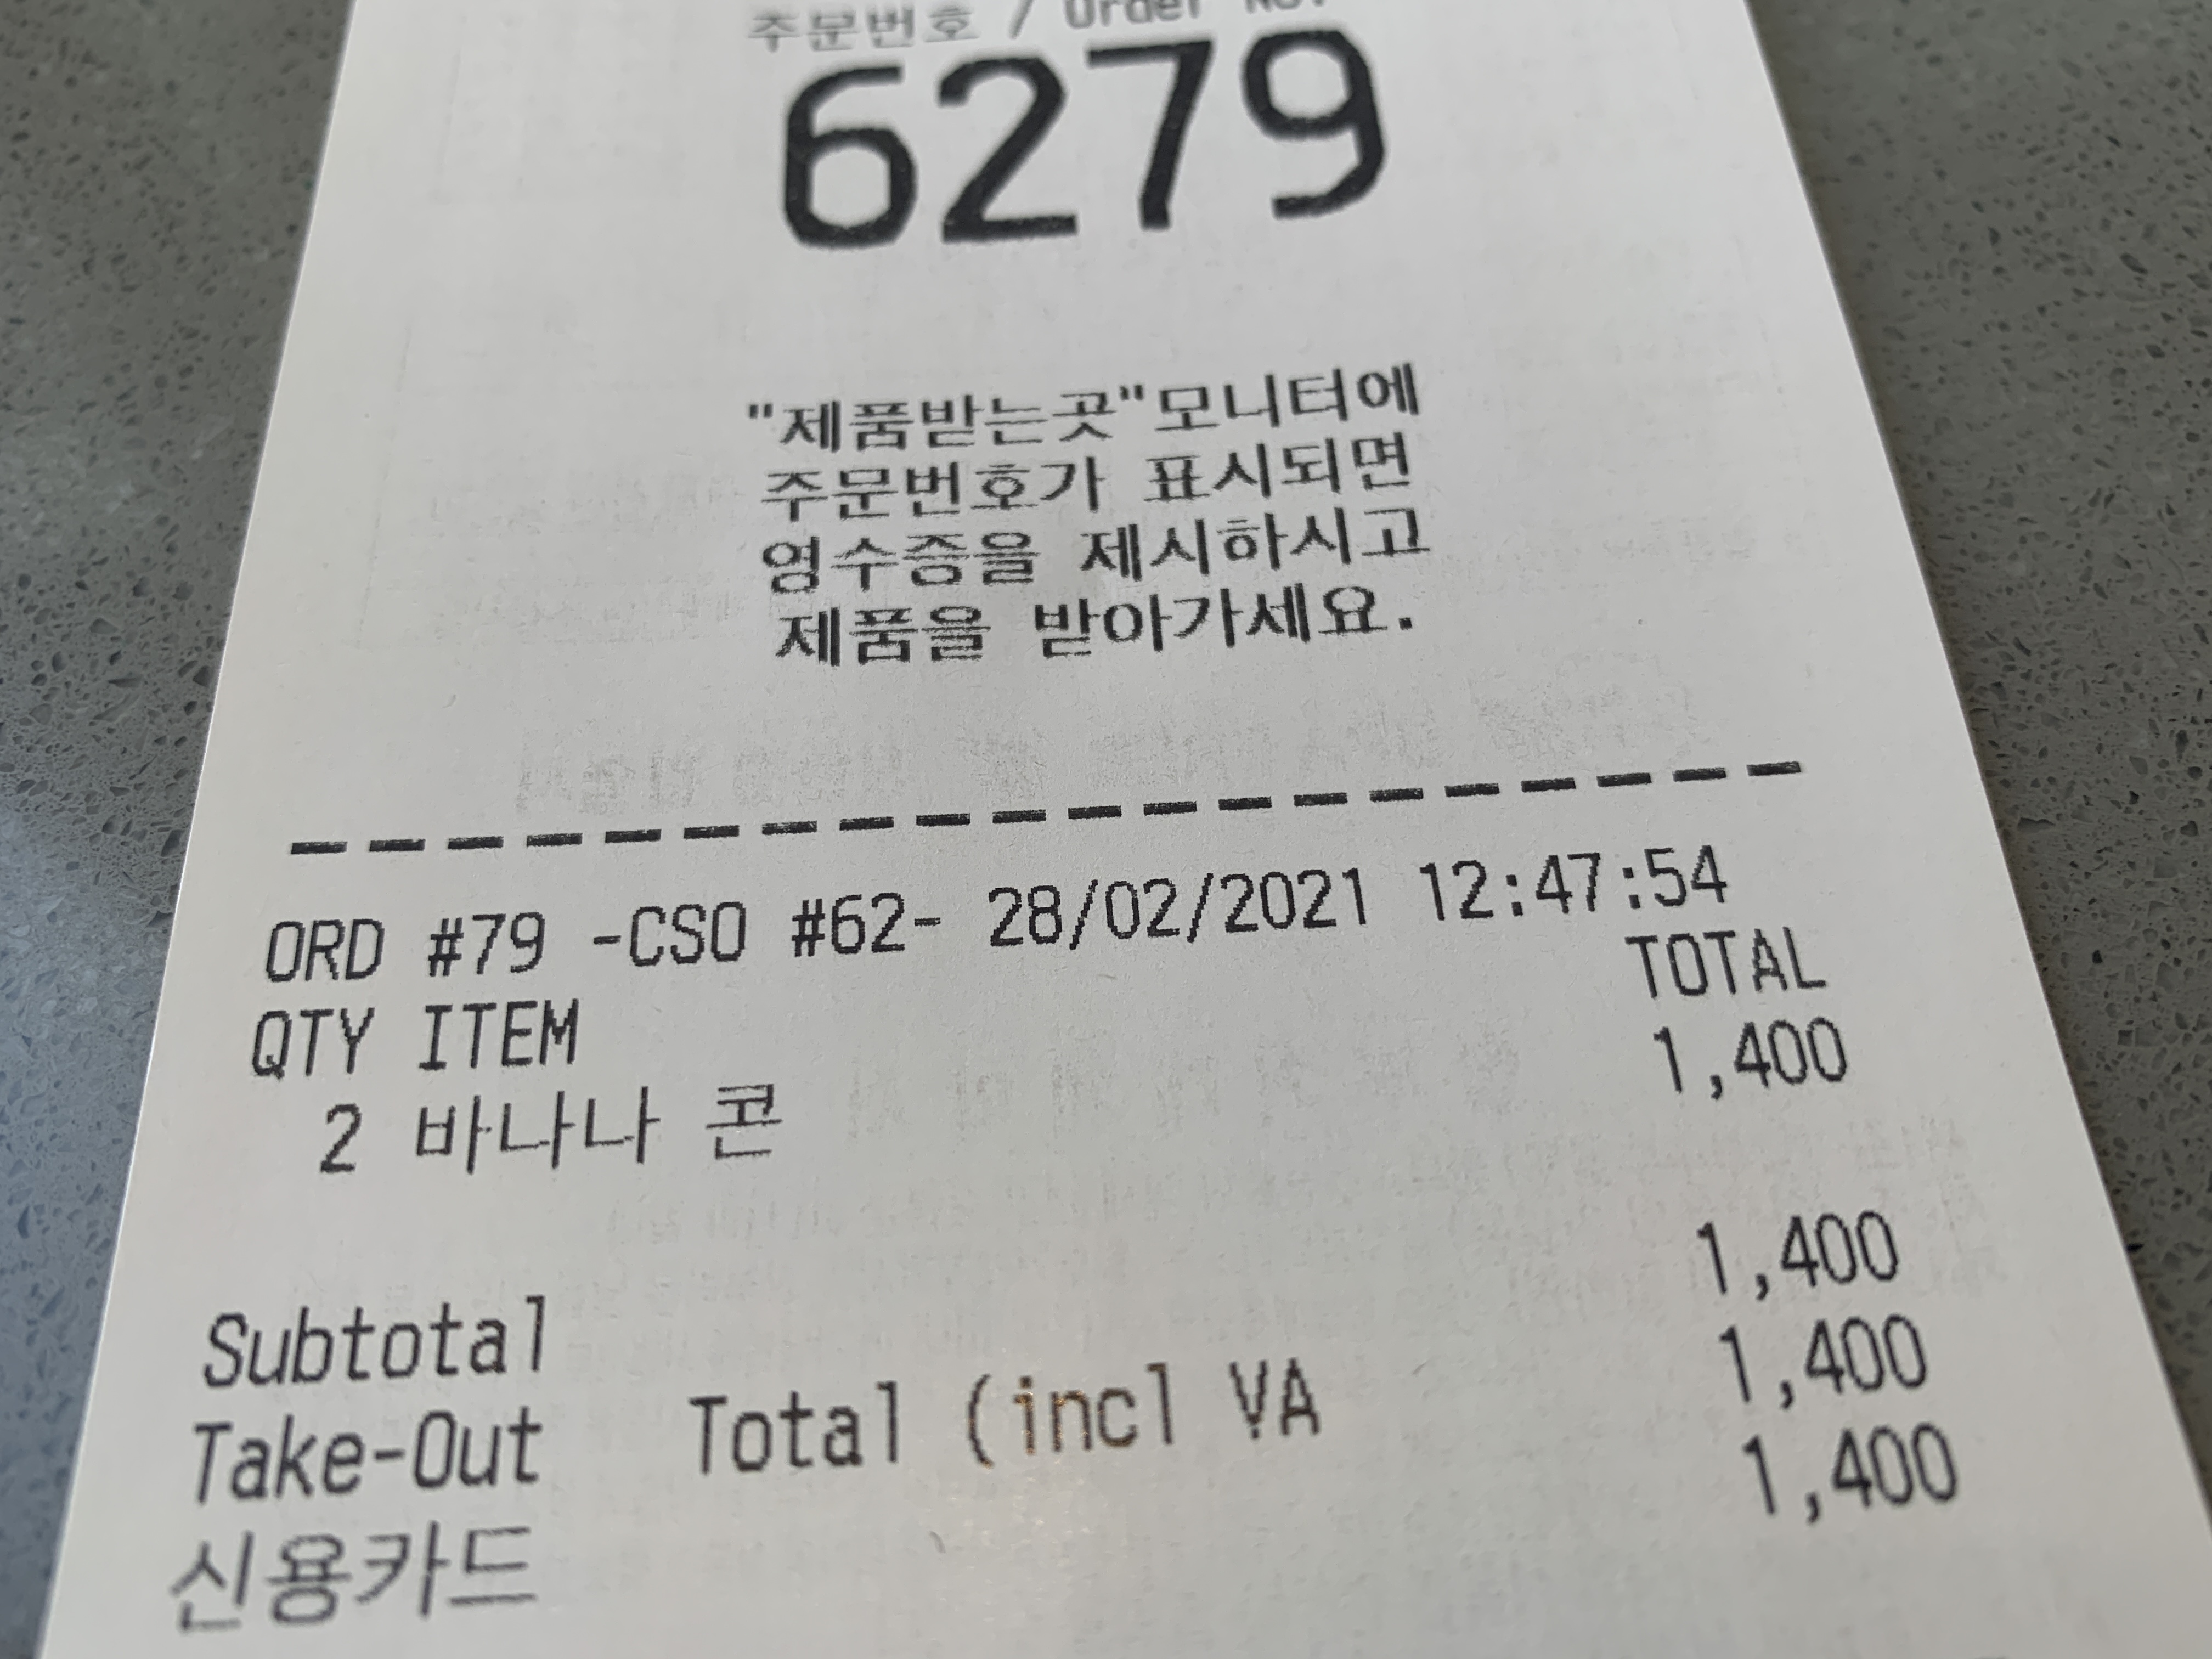 주문번호 / Order No.
6279
"제품받는곳"모니터에
주문번호가 표시되면
영수증을 제시하시고
제품을 받아가세요.
ORD #79 -CSO #62- 28/02/2021 12:47:54
QTY ITEM TOTAL
2 바나나 콘 1,400
Subtotal 1,400
Take-Out Total (incl VA 1,400
신용카드 1,400